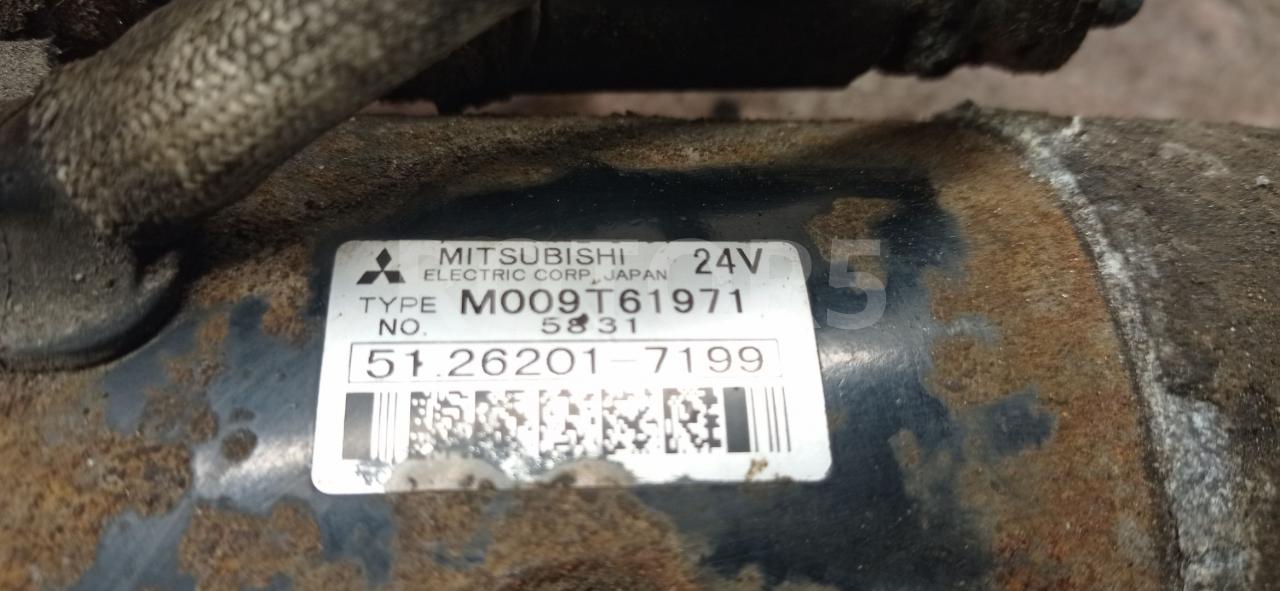 MITSUBISHI 24V
ELECTRIC CORP. JAPAN
TYPE M009T61971
NO. 5831
51.26201-7199